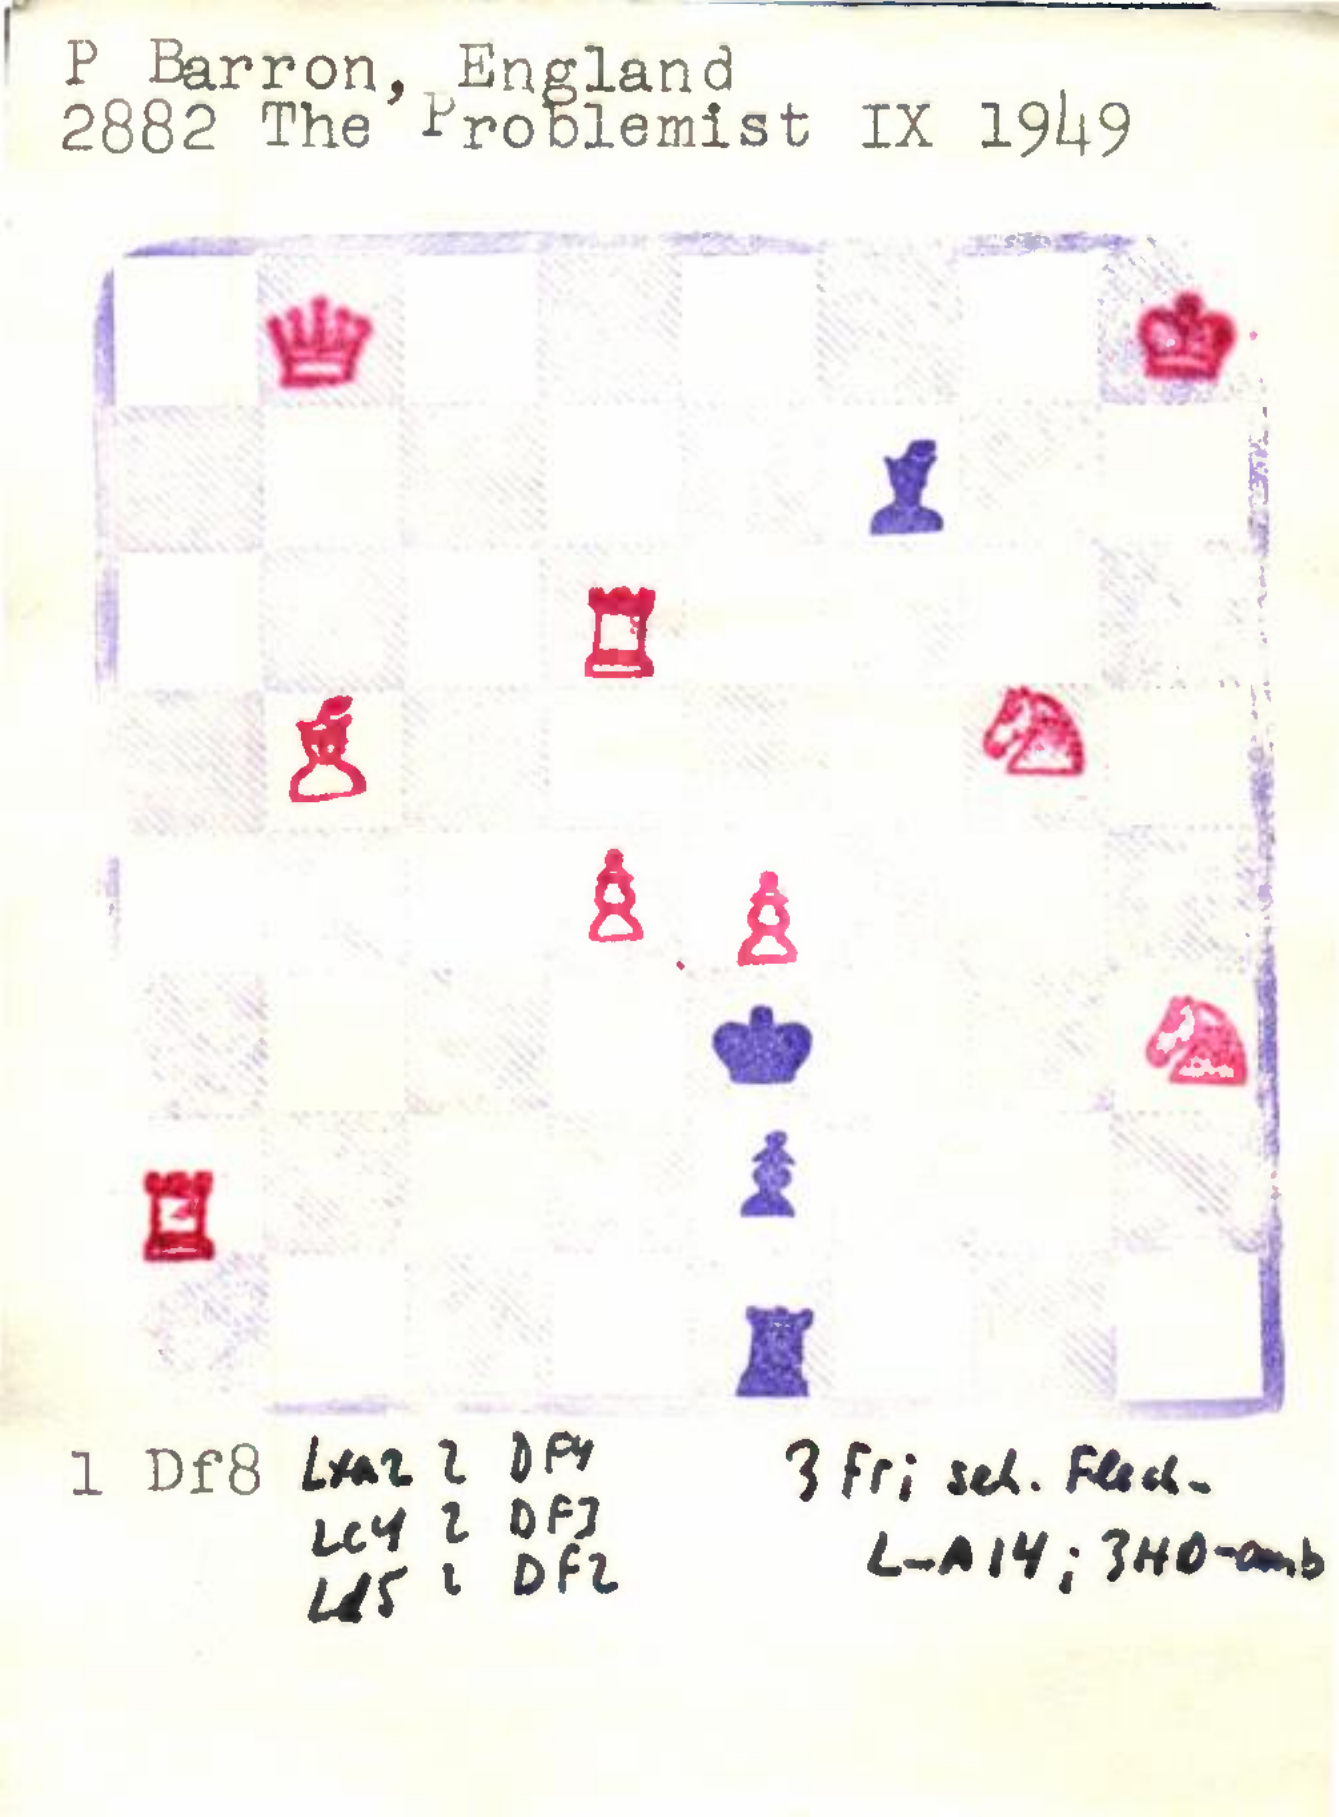 P Barron, England
2882 The Problemist IX 1949
1 Df8 Lxa2 2 DF4 3 Fri sch. Flech-
Lc4 2 DF3 L-A14; 3HO-amb
Ld5 2 DF2